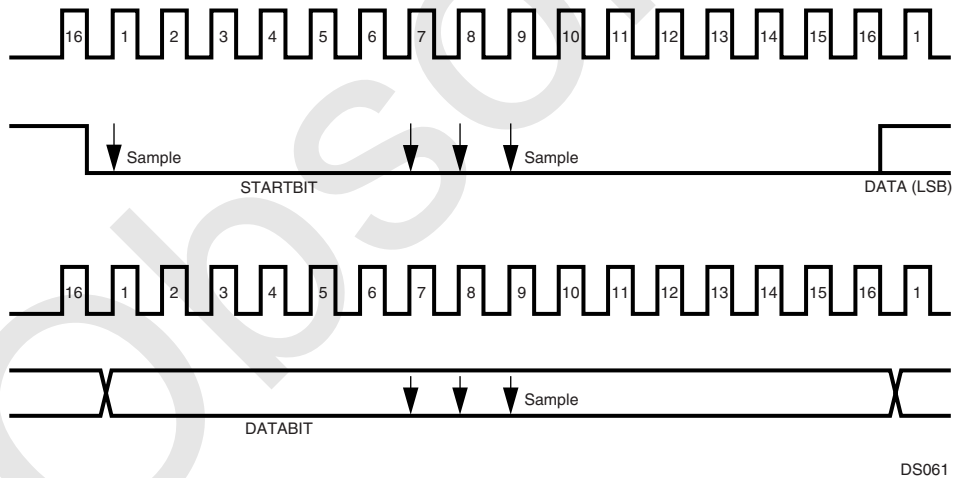 16 1 2 3 4 5 6 7 8 9 10 11 12 13 14 15 16 1
Sample Sample
STARTBIT DATA (LSB)
16 1 2 3 4 5 6 7 8 9 10 11 12 13 14 15 16 1
Sample
DATABIT
DS061